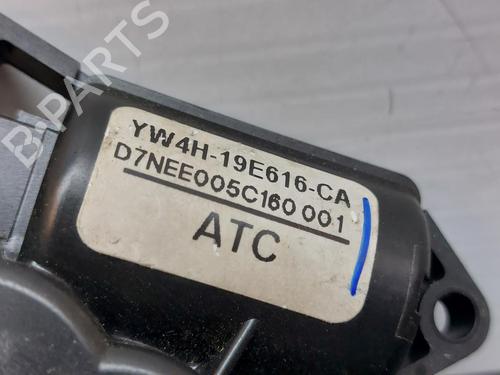 B-PARTS
YW4H-19E616-CA
D7NEE005C160 001
ATC